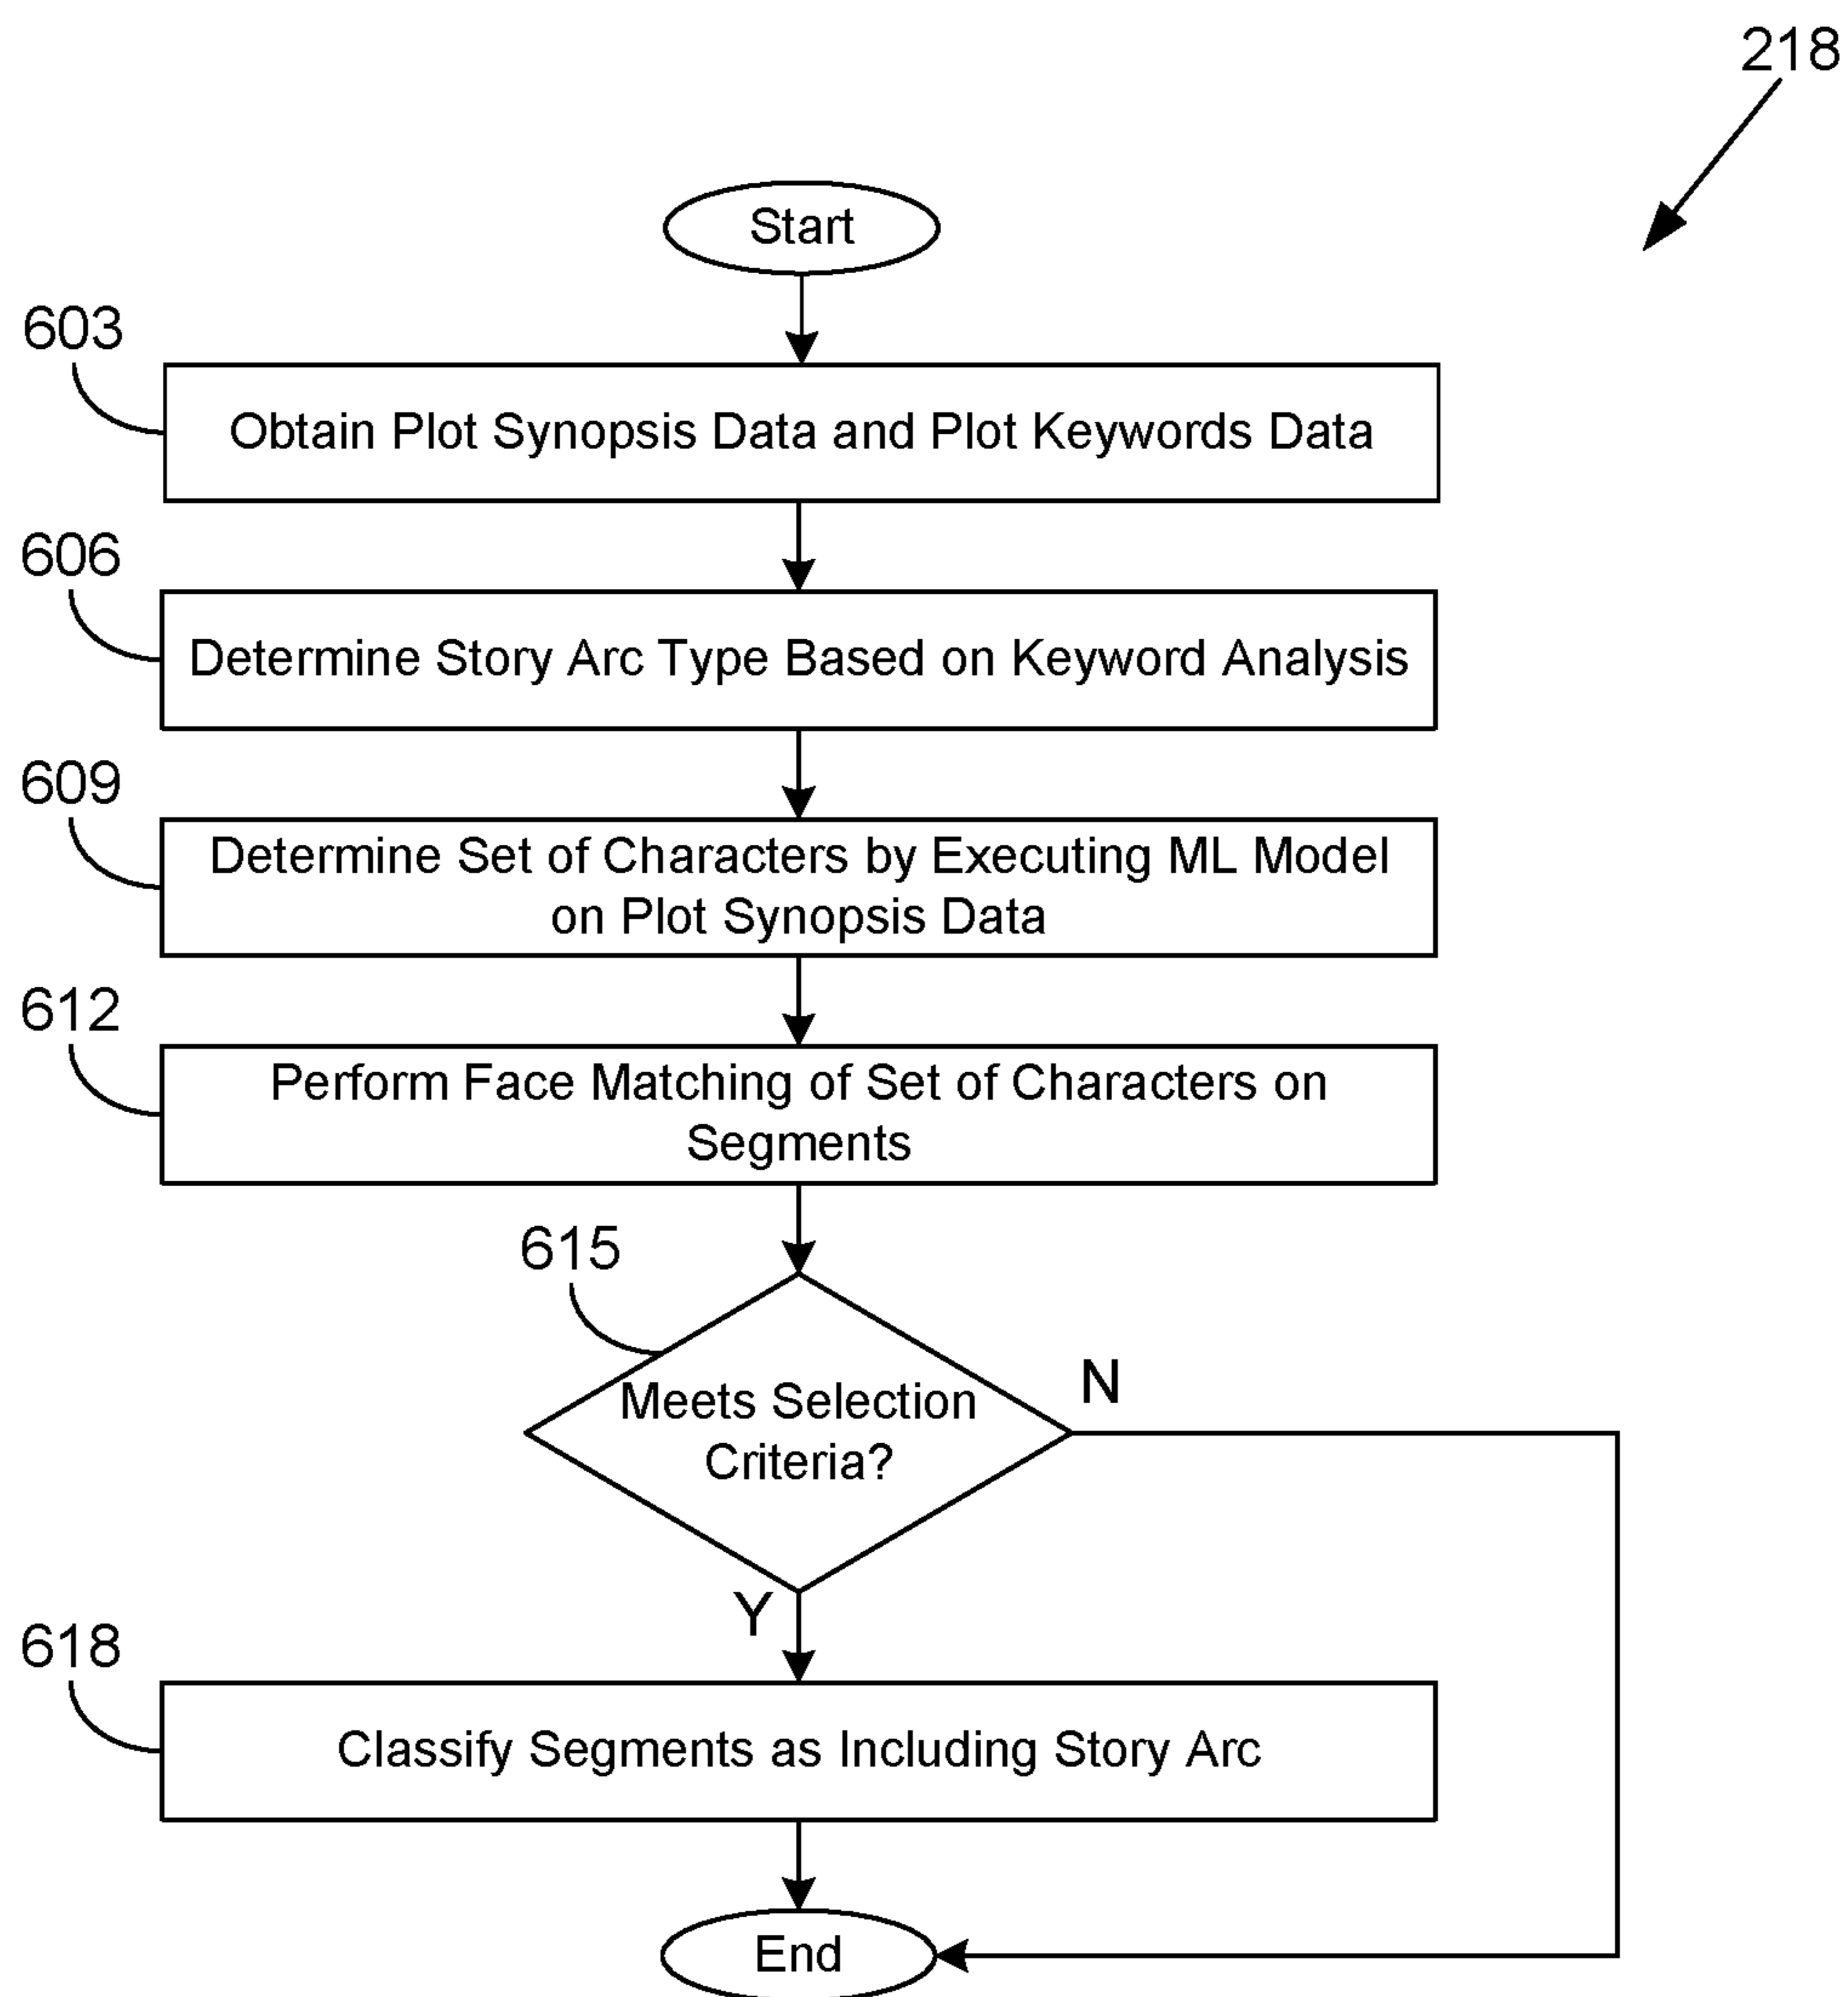 218
Start
603
Obtain Plot Synopsis Data and Plot Keywords Data
606
Determine Story Arc Type Based on Keyword Analysis
609
Determine Set of Characters by Executing ML Model
on Plot Synopsis Data
612
Perform Face Matching of Set of Characters on
Segments
615
Meets Selection
Criteria?
N
Y
618
Classify Segments as Including Story Arc
End